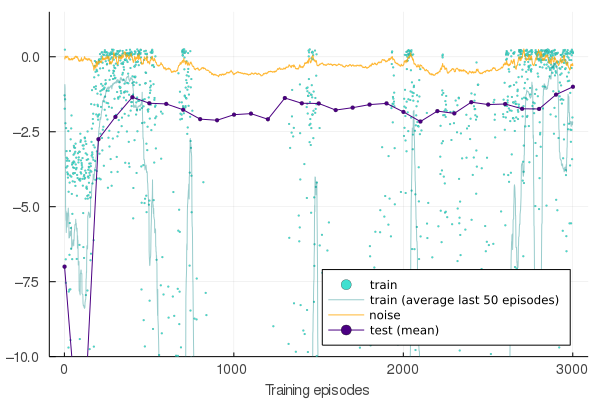 0.0
−2.5
−5.0
−7.5
−10.0
0
1000
2000
3000
Training episodes
train
train (average last 50 episodes)
noise
test (mean)